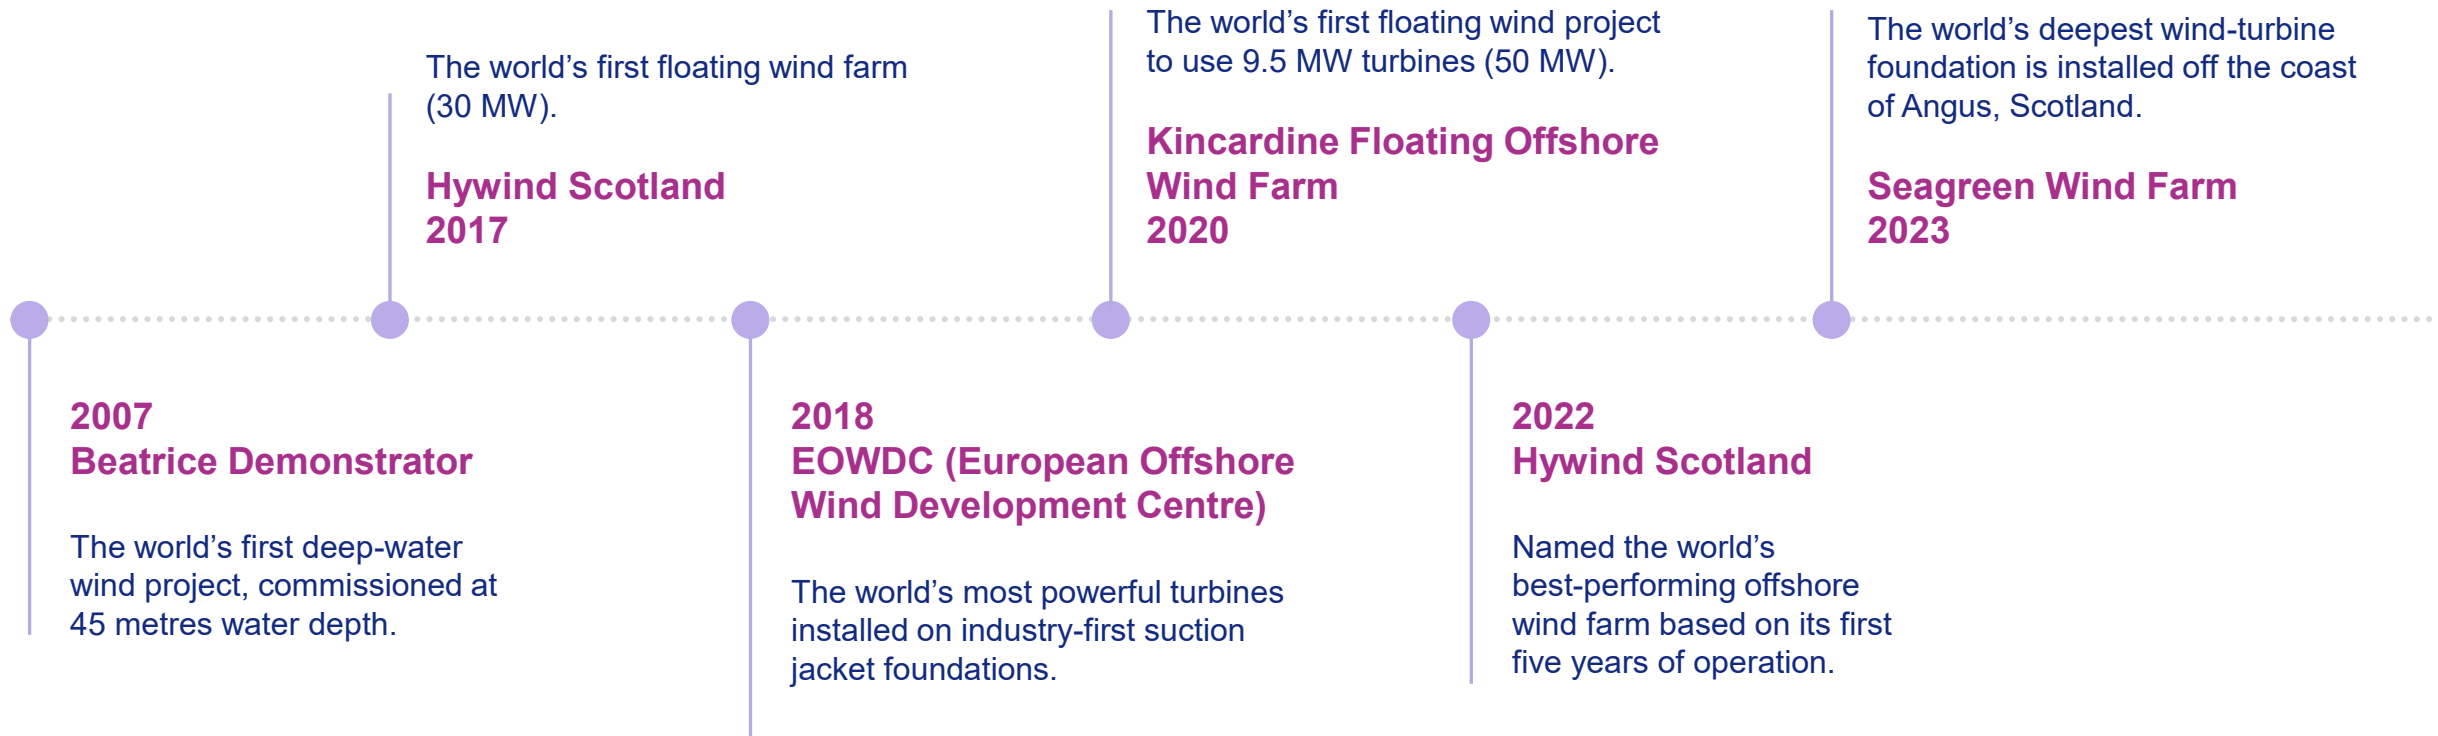 2007
Beatrice Demonstrator
The world’s first deep-water
wind project, commissioned at
45 metres water depth.
The world’s first floating wind farm
(30 MW).
Hywind Scotland
2017
2018
EOWDC (European Offshore
Wind Development Centre)
The world’s most powerful turbines
installed on industry-first suction
jacket foundations.
The world’s first floating wind project
to use 9.5 MW turbines (50 MW).
Kincardine Floating Offshore
Wind Farm
2020
2022
Hywind Scotland
Named the world’s
best-performing offshore
wind farm based on its first
five years of operation.
The world’s deepest wind-turbine
foundation is installed off the coast
of Angus, Scotland.
Seagreen Wind Farm
2023